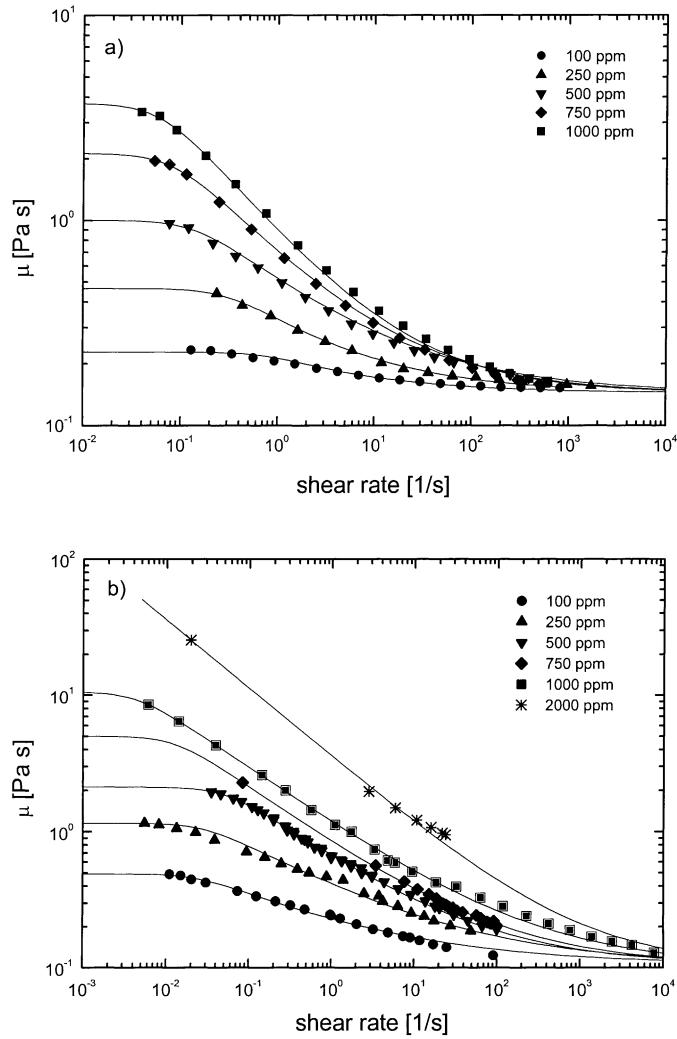 a)
100 ppm
250 ppm
500 ppm
750 ppm
1000 ppm
10^1
10^0
10^-1
μ [Pa s]
10^-2 10^-1 10^0 10^1 10^2 10^3 10^4
shear rate [1/s]
b)
100 ppm
250 ppm
500 ppm
750 ppm
1000 ppm
2000 ppm
10^2
10^1
10^0
10^-1
μ [Pa s]
10^-3 10^-2 10^-1 10^0 10^1 10^2 10^3 10^4
shear rate [1/s]